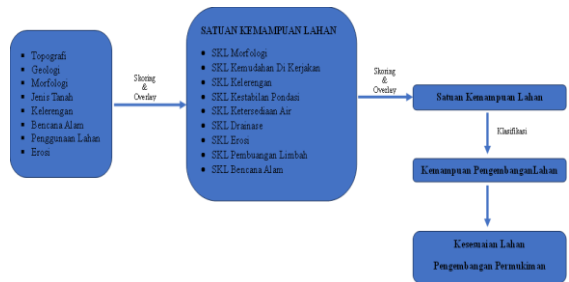 Topografi
Geologi
Morfologi
Jenis Tanah
Kelerengan
Bencana Alam
Penggunaan Lahan
Erosi
Skoring
&
Overlay
SATUAN KEMAMPUAN LAHAN
SKL Morfologi
SKL Kemudahan Di Kerjakan
SKL Kelerengan
SKL Kestabilan Pondasi
SKL Ketersediaan Air
SKL Drainase
SKL Erosi
SKL Pembuangan Limbah
SKL Bencana Alam
Skoring
&
Overlay
Satuan Kemampuan Lahan
Klasifikasi
Kemampuan PengembanganLahan
Kesesuaian Lahan
Pengembangan Permukiman